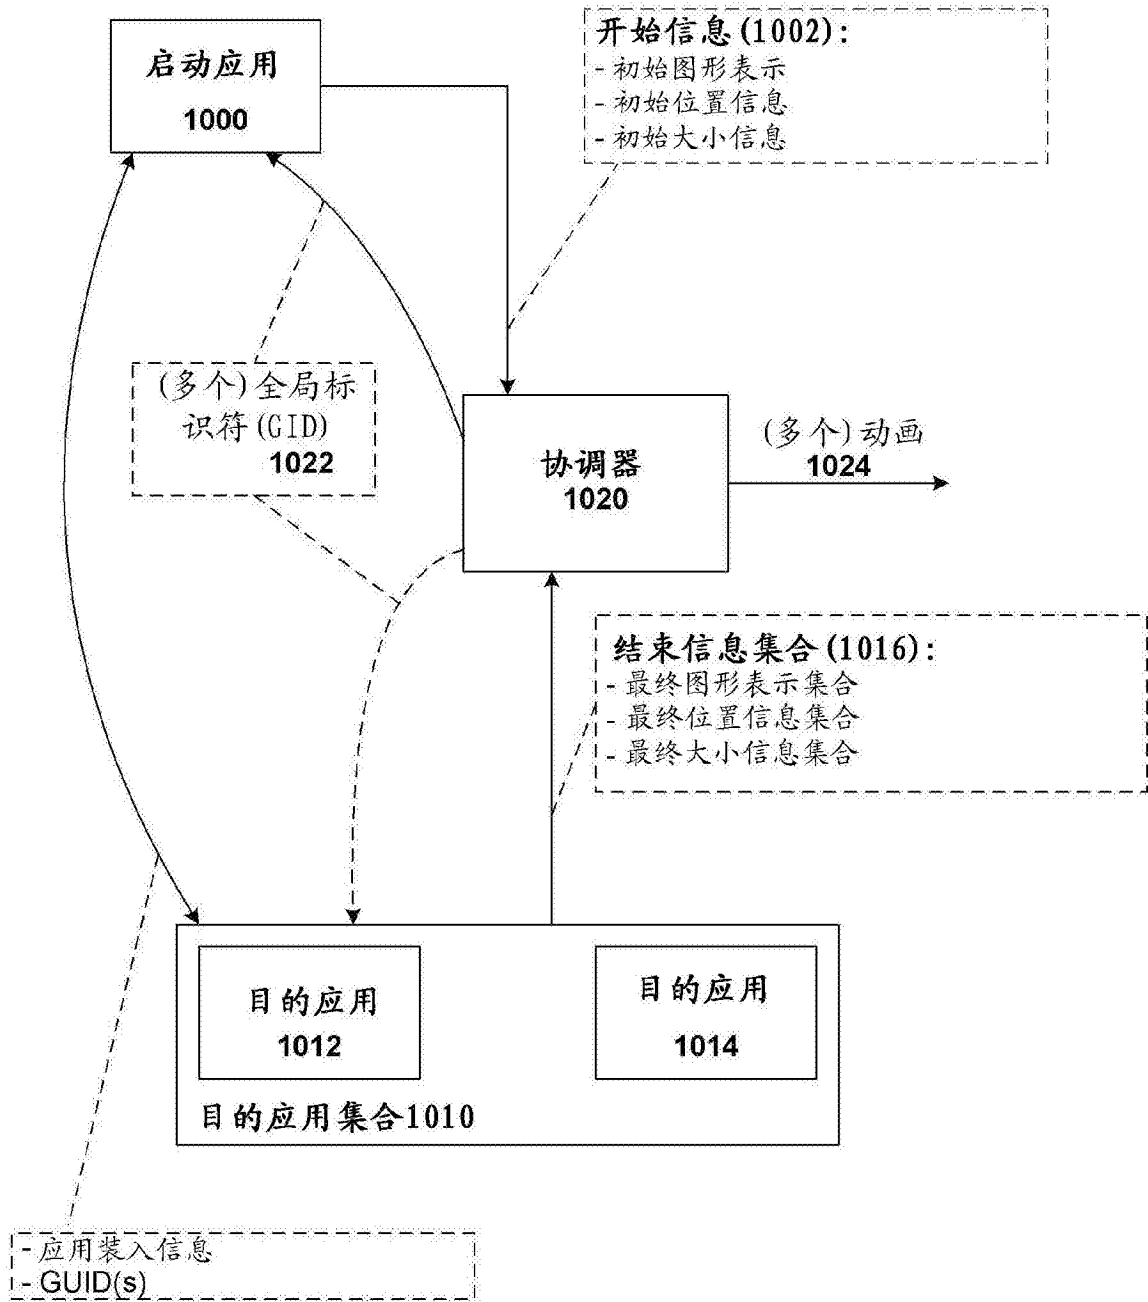 启动应用
1000
开始信息(1002):
- 初始图形表示
- 初始位置信息
- 初始大小信息
(多个)全局标
识符(GID)
1022
协调器
1020
(多个)动画
1024
结束信息集合(1016):
- 最终图形表示集合
- 最终位置信息集合
- 最终大小信息集合
目的应用
1012
目的应用
1014
目的应用集合1010
- 应用装入信息
- GUID(s)